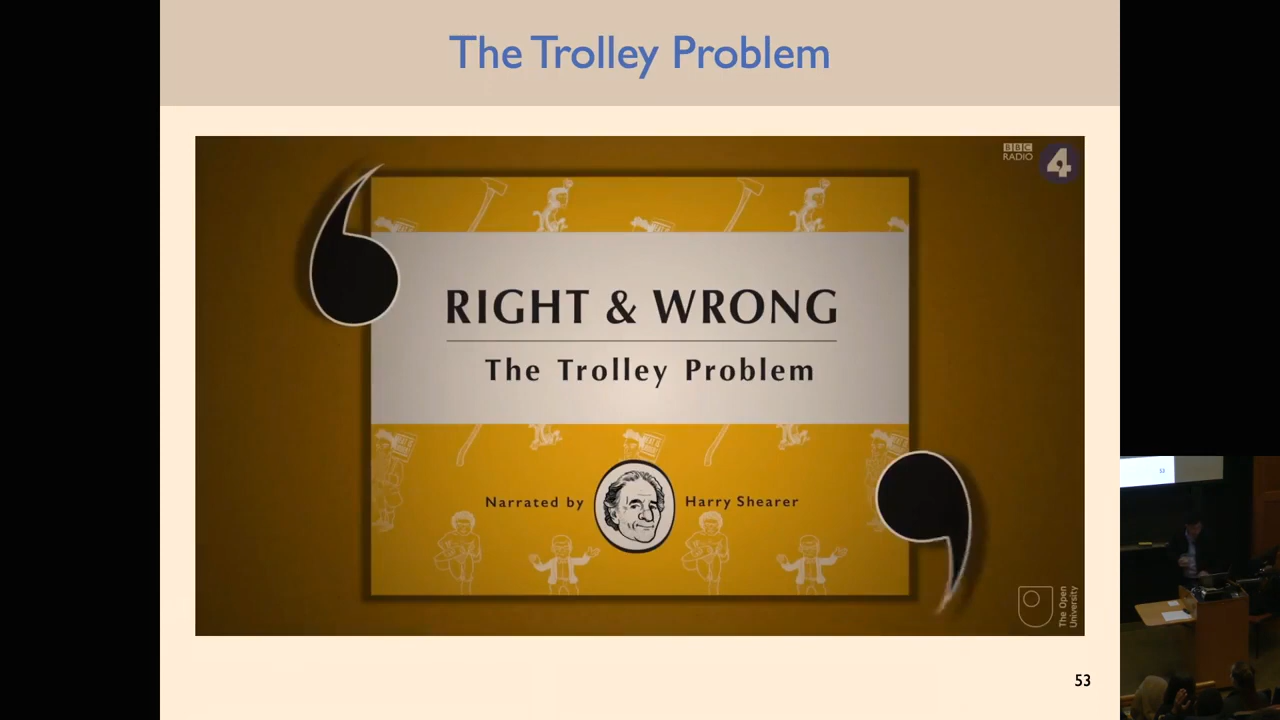 The Trolley Problem
BBC
RADIO
4
RIGHT & WRONG
The Trolley Problem
Narrated by
Harry Shearer
The Open
University
53
53